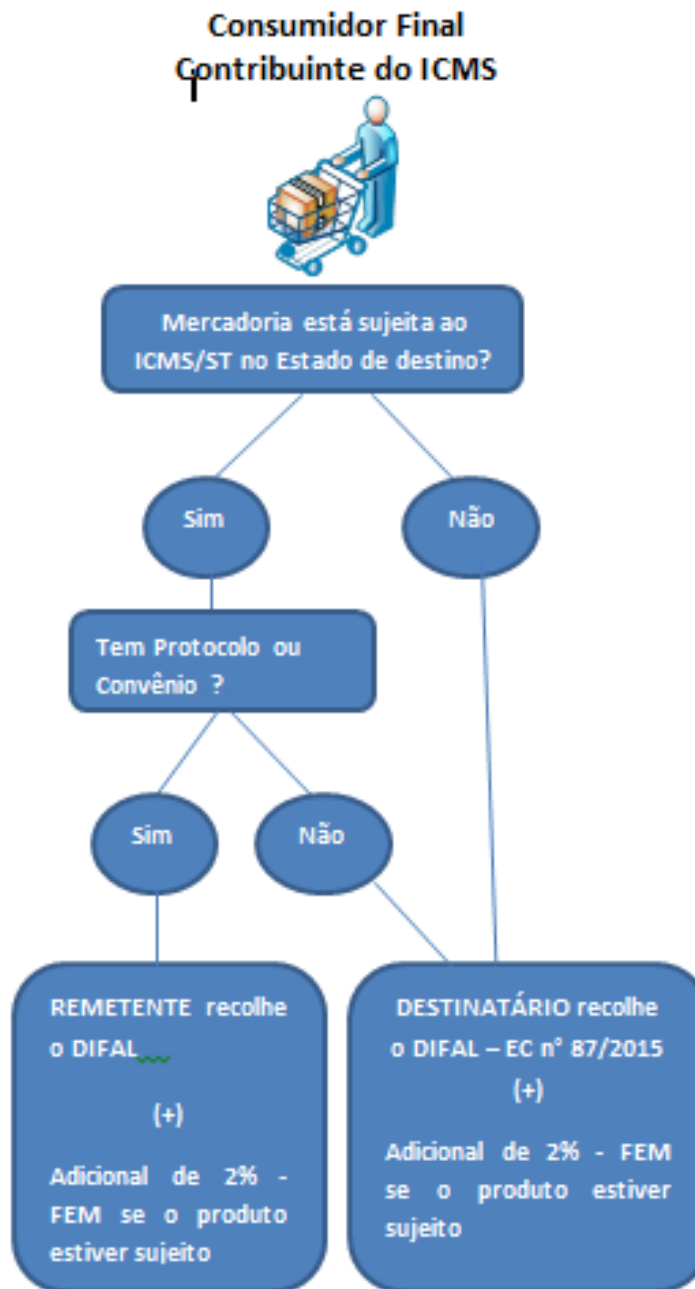 Consumidor Final
Contribuinte do ICMS
Mercadoria está sujeita ao
ICMS/ST no Estado de destino?
Sim
Não
Tem Protocolo ou
Convênio ?
Sim
Não
REMETENTE recolhe
o DIFAL
(+)
Adicional de 2% -
FEM se o produto
estiver sujeito
DESTINATÁRIO recolhe
o DIFAL – EC n° 87/2015
(+)
Adicional de 2% - FEM
se o produto estiver
sujeito